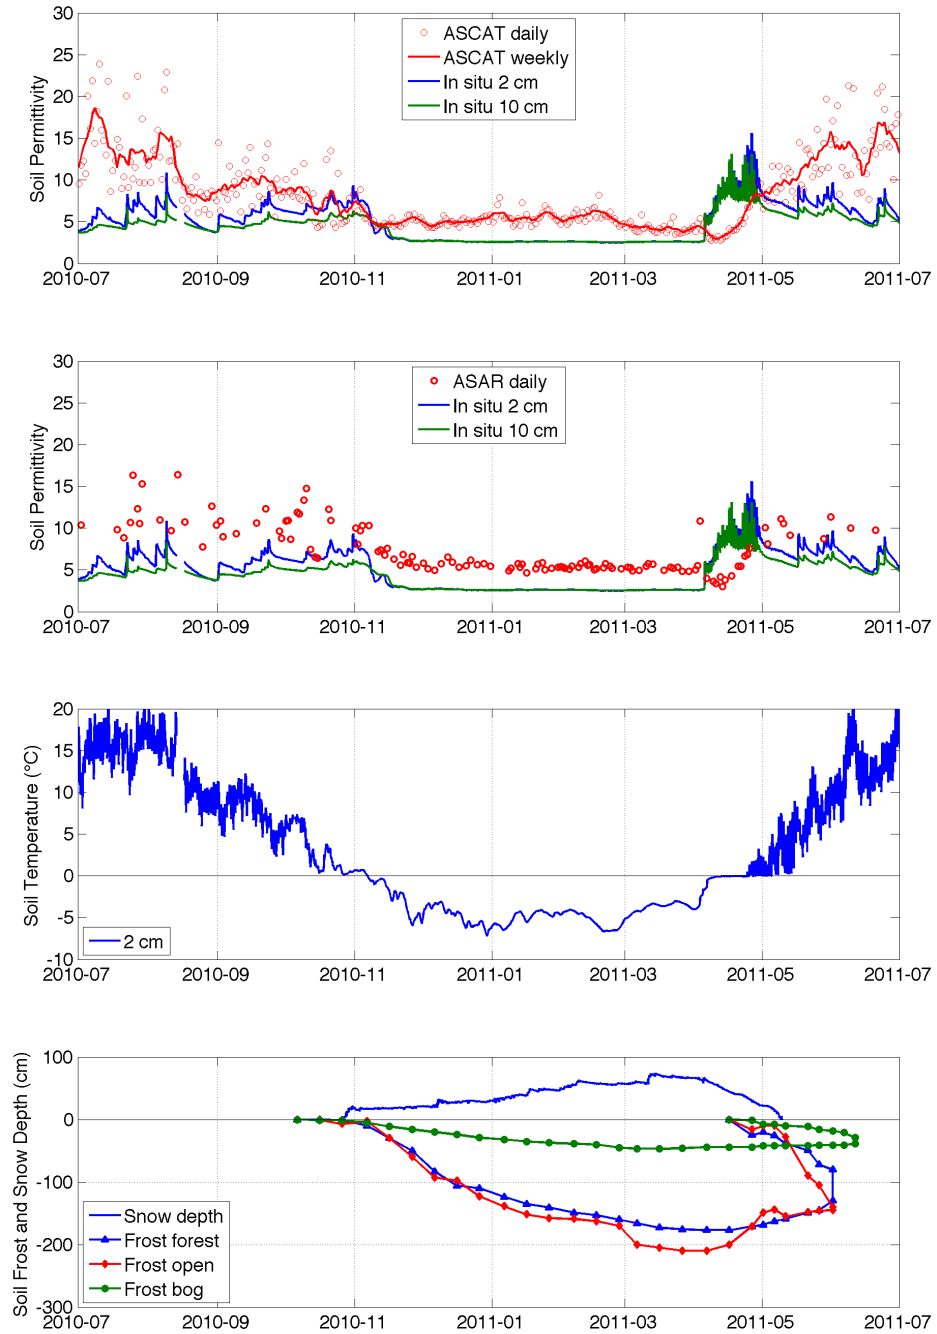 30
25
20
15
10
5
0
Soil Permittivity
ASCAT daily
ASCAT weekly
In situ 2 cm
In situ 10 cm
2010-07 2010-09 2010-11 2011-01 2011-03 2011-05 2011-07
30
25
20
15
10
5
0
Soil Permittivity
ASAR daily
In situ 2 cm
In situ 10 cm
2010-07 2010-09 2010-11 2011-01 2011-03 2011-05 2011-07
20
15
10
5
0
-5
-10
Soil Temperature (°C)
2 cm
2010-07 2010-09 2010-11 2011-01 2011-03 2011-05 2011-07
100
0
-100
-200
-300
Soil Frost and Snow Depth (cm)
Snow depth
Frost forest
Frost open
Frost bog
2010-07 2010-09 2010-11 2011-01 2011-03 2011-05 2011-07